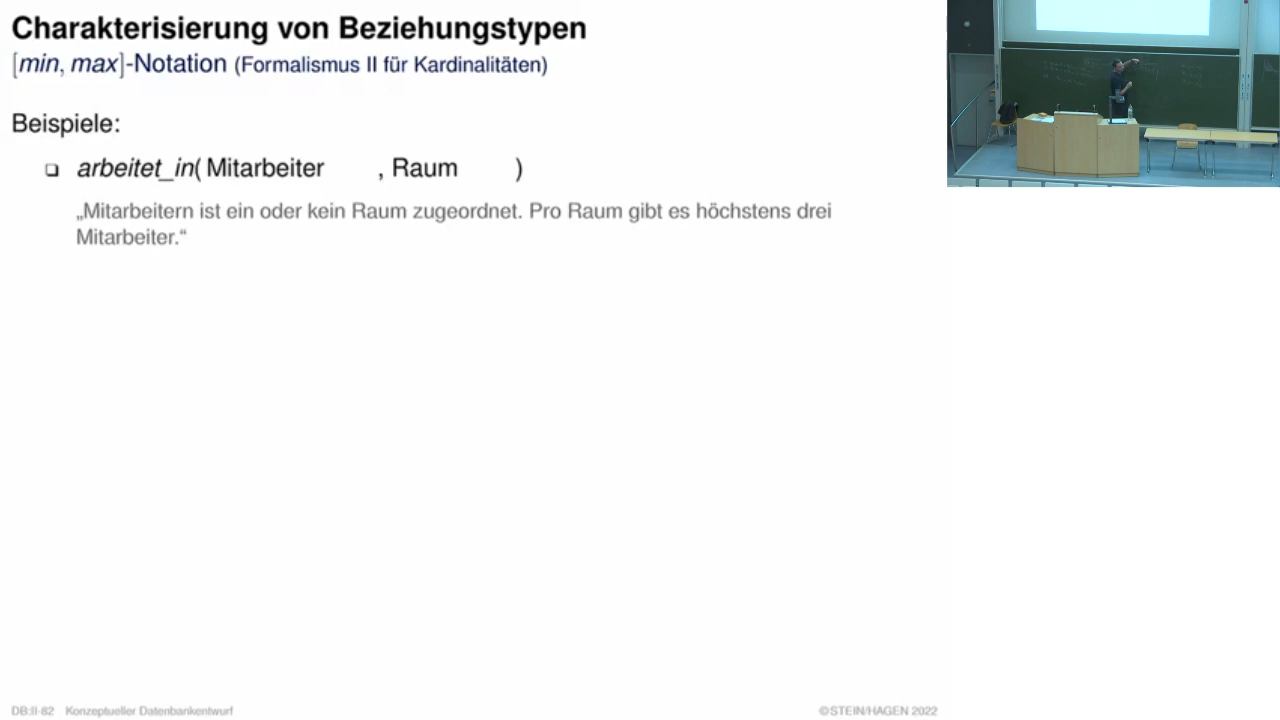 Charakterisierung von Beziehungstypen
[min, max]-Notation (Formalismus II für Kardinalitäten)
Beispiele:
❑ arbeitet_in( Mitarbeiter , Raum )
„Mitarbeitern ist ein oder kein Raum zugeordnet. Pro Raum gibt es höchstens drei
Mitarbeiter.“
DB:II-82 Konzeptueller Datenbankentwurf
©STEIN/HAGEN 2022